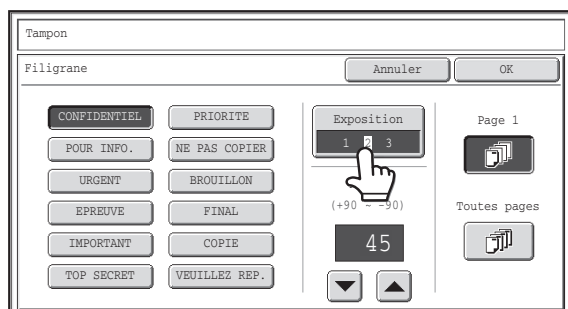 Tampon
Filigrane
Annuler
OK
CONFIDENTIEL
PRIORITE
POUR INFO.
NE PAS COPIER
URGENT
BROUILLON
EPREUVE
FINAL
IMPORTANT
COPIE
TOP SECRET
VEUILLEZ REP.
Exposition
1 2 3
(+90 ~ -90)
45
Page 1
Toutes pages